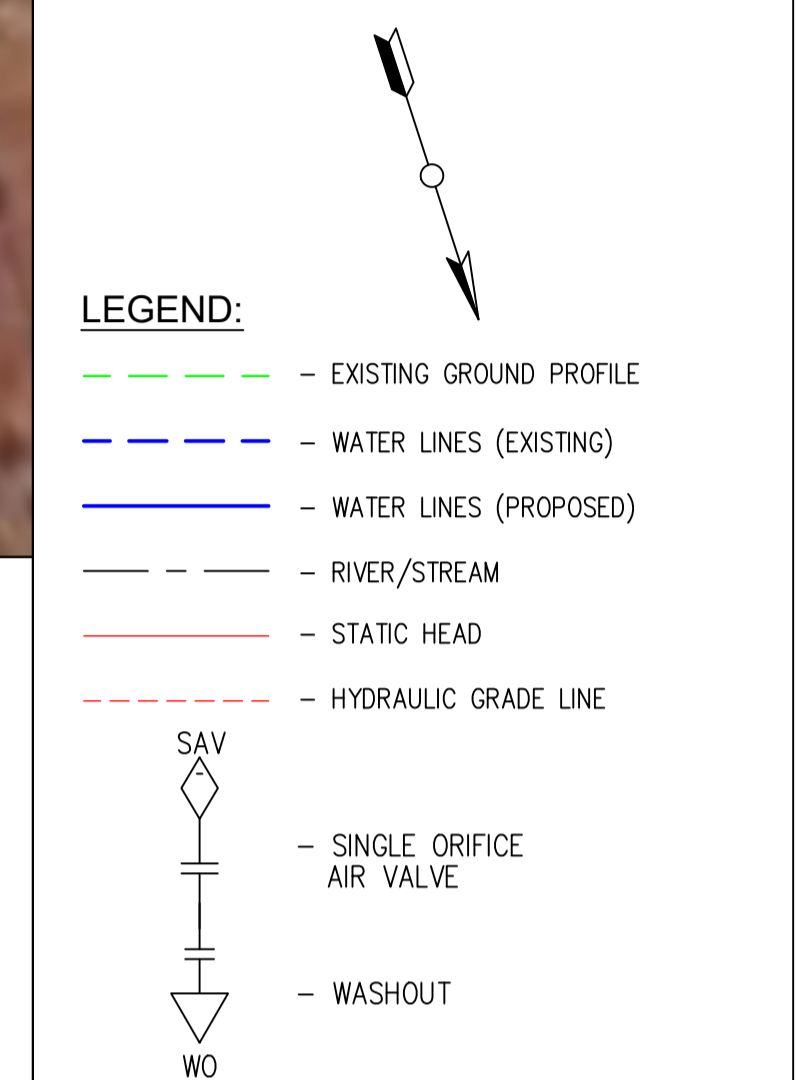 LEGEND:
– EXISTING GROUND PROFILE
– WATER LINES (EXISTING)
– WATER LINES (PROPOSED)
– RIVER/STREAM
– STATIC HEAD
– HYDRAULIC GRADE LINE
SAV
– SINGLE ORIFICE
AIR VALVE
– WASHOUT
WO